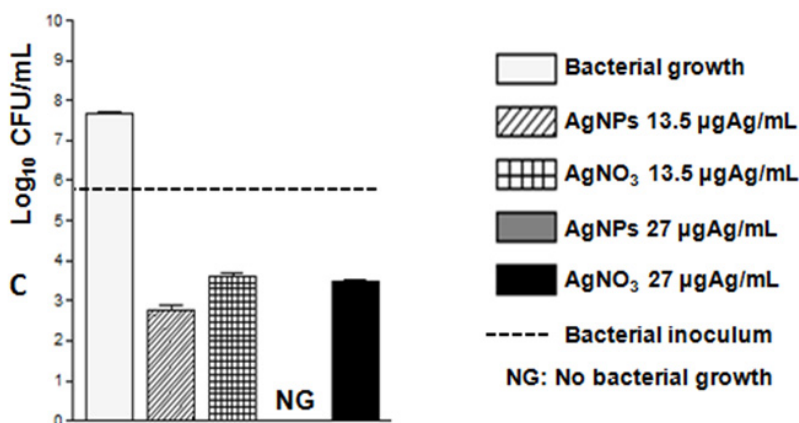 10
9
8
7
6
5
4
3
2
1
0
Log₁₀ CFU/mL
C
NG
Bacterial growth
AgNPs 13.5 µgAg/mL
AgNO₃ 13.5 µgAg/mL
AgNPs 27 µgAg/mL
AgNO₃ 27 µgAg/mL
Bacterial inoculum
NG: No bacterial growth